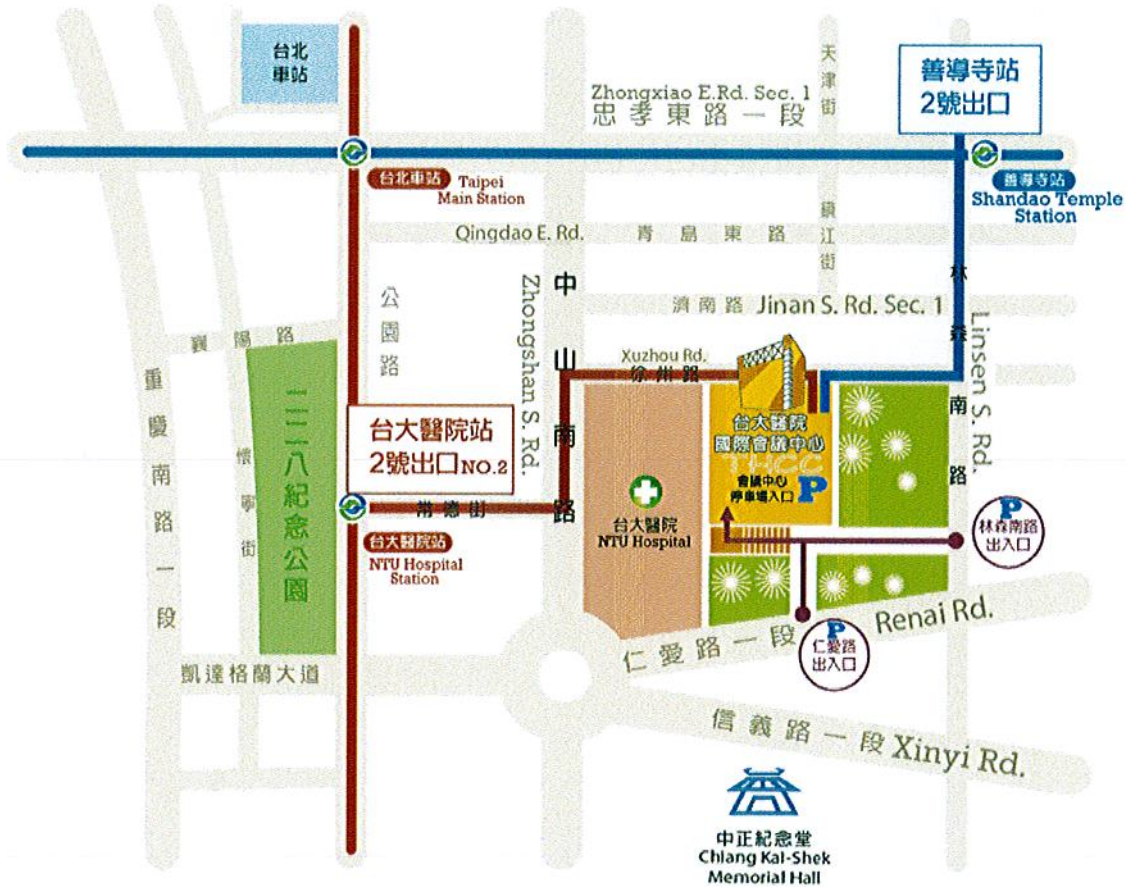 台北
車站
天津街
善導寺站
2號出口
Zhongxiao E.Rd. Sec. 1
忠孝東路一段
台北車站
Taipei
Main Station
善導寺站
Shandao Temple
Station
Qingdao E. Rd.
青島東路
鎮江街
林森南路
Linsen S. Rd.
公園路
Zhongshan S. Rd.
中山南路
濟南路 Jinan S. Rd. Sec. 1
襄陽路
Xuzhou Rd.
徐州路
重慶南路一段
懷寧街
二二八紀念公園
台大醫院站
2號出口NO.2
常德街
台大醫院站
NTU Hospital
Station
台大醫院
國際會議中心
THCC
會議中心
停車場入口 P
台大醫院
NTU Hospital
P
林森南路
出入口
仁愛路一段 Renai Rd.
P
仁愛路
出入口
凱達格蘭大道
信義路一段 Xinyi Rd.
中正紀念堂
Chiang Kai-Shek
Memorial Hall